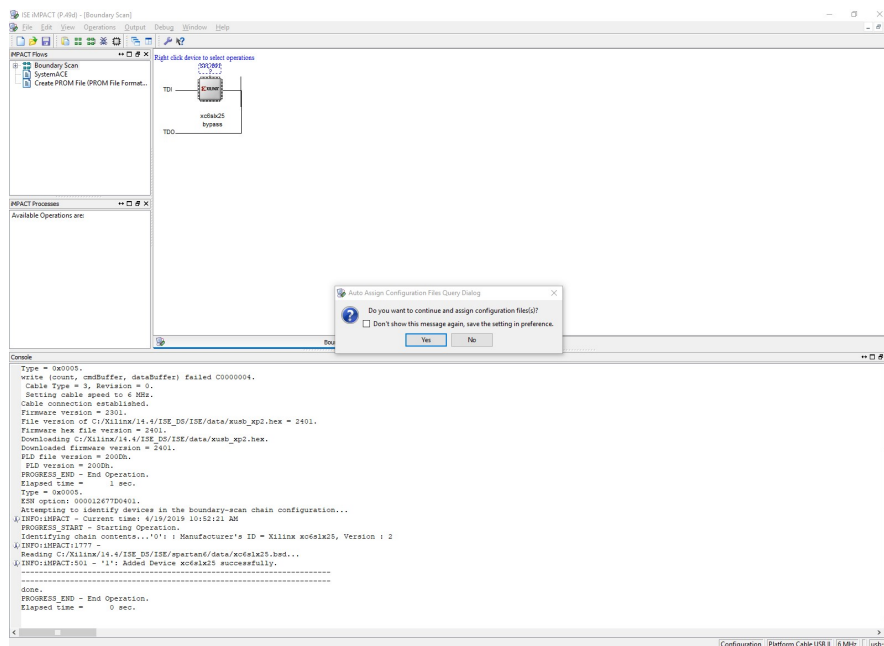 ISE iMPACT (P.49d) - [Boundary Scan]
File Edit View Operations Output Debug Window Help
iMPACT Flows
Boundary Scan
SystemACE
Create PROM File (PROM File Format...
Right click device to select operations
TDI
XILINX
xc6slx25
bypass
TDO
iMPACT Processes
Available Operations are:
Auto Assign Configuration Files Query Dialog
Do you want to continue and assign configuration files(s)?
Don't show this message again, save the setting in preference.
Yes No
Bou
Console
Type = 0x0005.
write (count, cmdBuffer, dataBuffer) failed C0000004.
Cable Type = 3, Revision = 0.
Setting cable speed to 6 MHz.
Cable connection established.
Firmware version = 2301.
File version of C:/Xilinx/14.4/ISE_DS/ISE/data/xusb_xp2.hex = 2401.
Firmware hex file version = 2401.
Downloading C:/Xilinx/14.4/ISE_DS/ISE/data/xusb_xp2.hex.
Downloaded firmware version = 2401.
PLD file version = 200Dh.
PLD version = 200Dh.
PROGRESS_END - End Operation.
Elapsed time = 1 sec.
Type = 0x0005.
ESN option: 000012677D0401.
Attempting to identify devices in the boundary-scan chain configuration...
INFO:iMPACT - Current time: 4/19/2019 10:52:21 AM
PROGRESS_START - Starting Operation.
Identifying chain contents...'0': : Manufacturer's ID = Xilinx xc6slx25, Version : 2
INFO:iMPACT:1777 -
Reading C:/Xilinx/14.4/ISE_DS/ISE/spartan6/data/xc6slx25.bsd...
INFO:iMPACT:501 - '1': Added Device xc6slx25 successfully.
----------------------------------------------------------------------
----------------------------------------------------------------------
done.
PROGRESS_END - End Operation.
Elapsed time = 0 sec.
Configuration Platform Cable USB II 6 MHz usb-